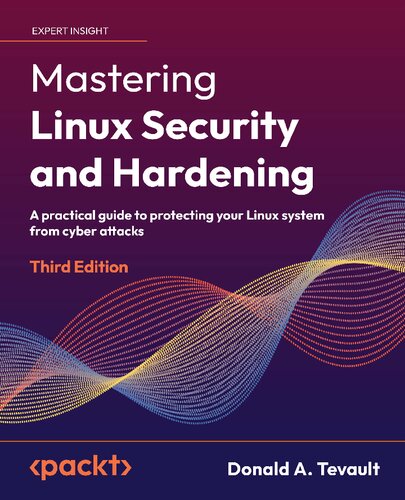 EXPERT INSIGHT
Mastering
Linux Security
and Hardening
A practical guide to protecting your Linux system
from cyber attacks
Third Edition
<packt>
Donald A. Tevault